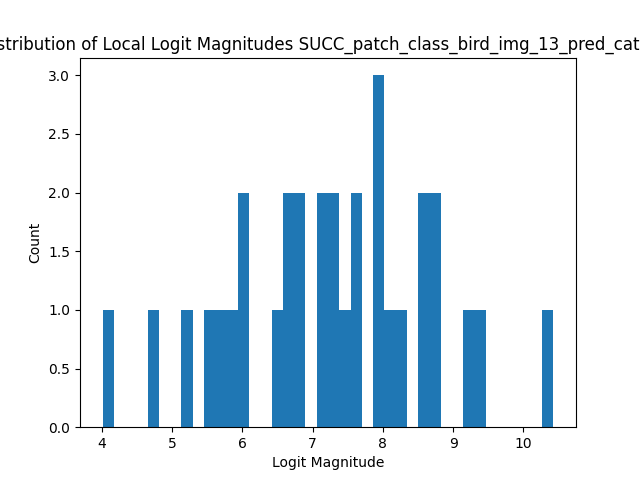 stribution of Local Logit Magnitudes SUCC_patch_class_bird_img_13_pred_cat
3.0
2.5
2.0
1.5
1.0
0.5
0.0
Count
4 5 6 7 8 9 10
Logit Magnitude